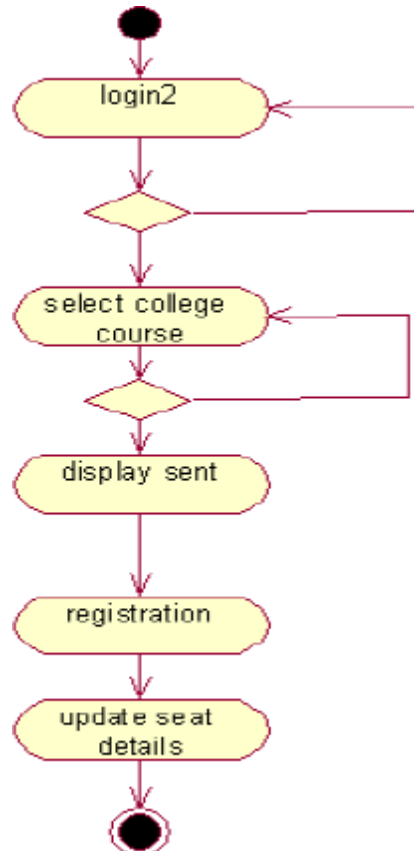 login2
select college
course
display sent
registration
update seat
details